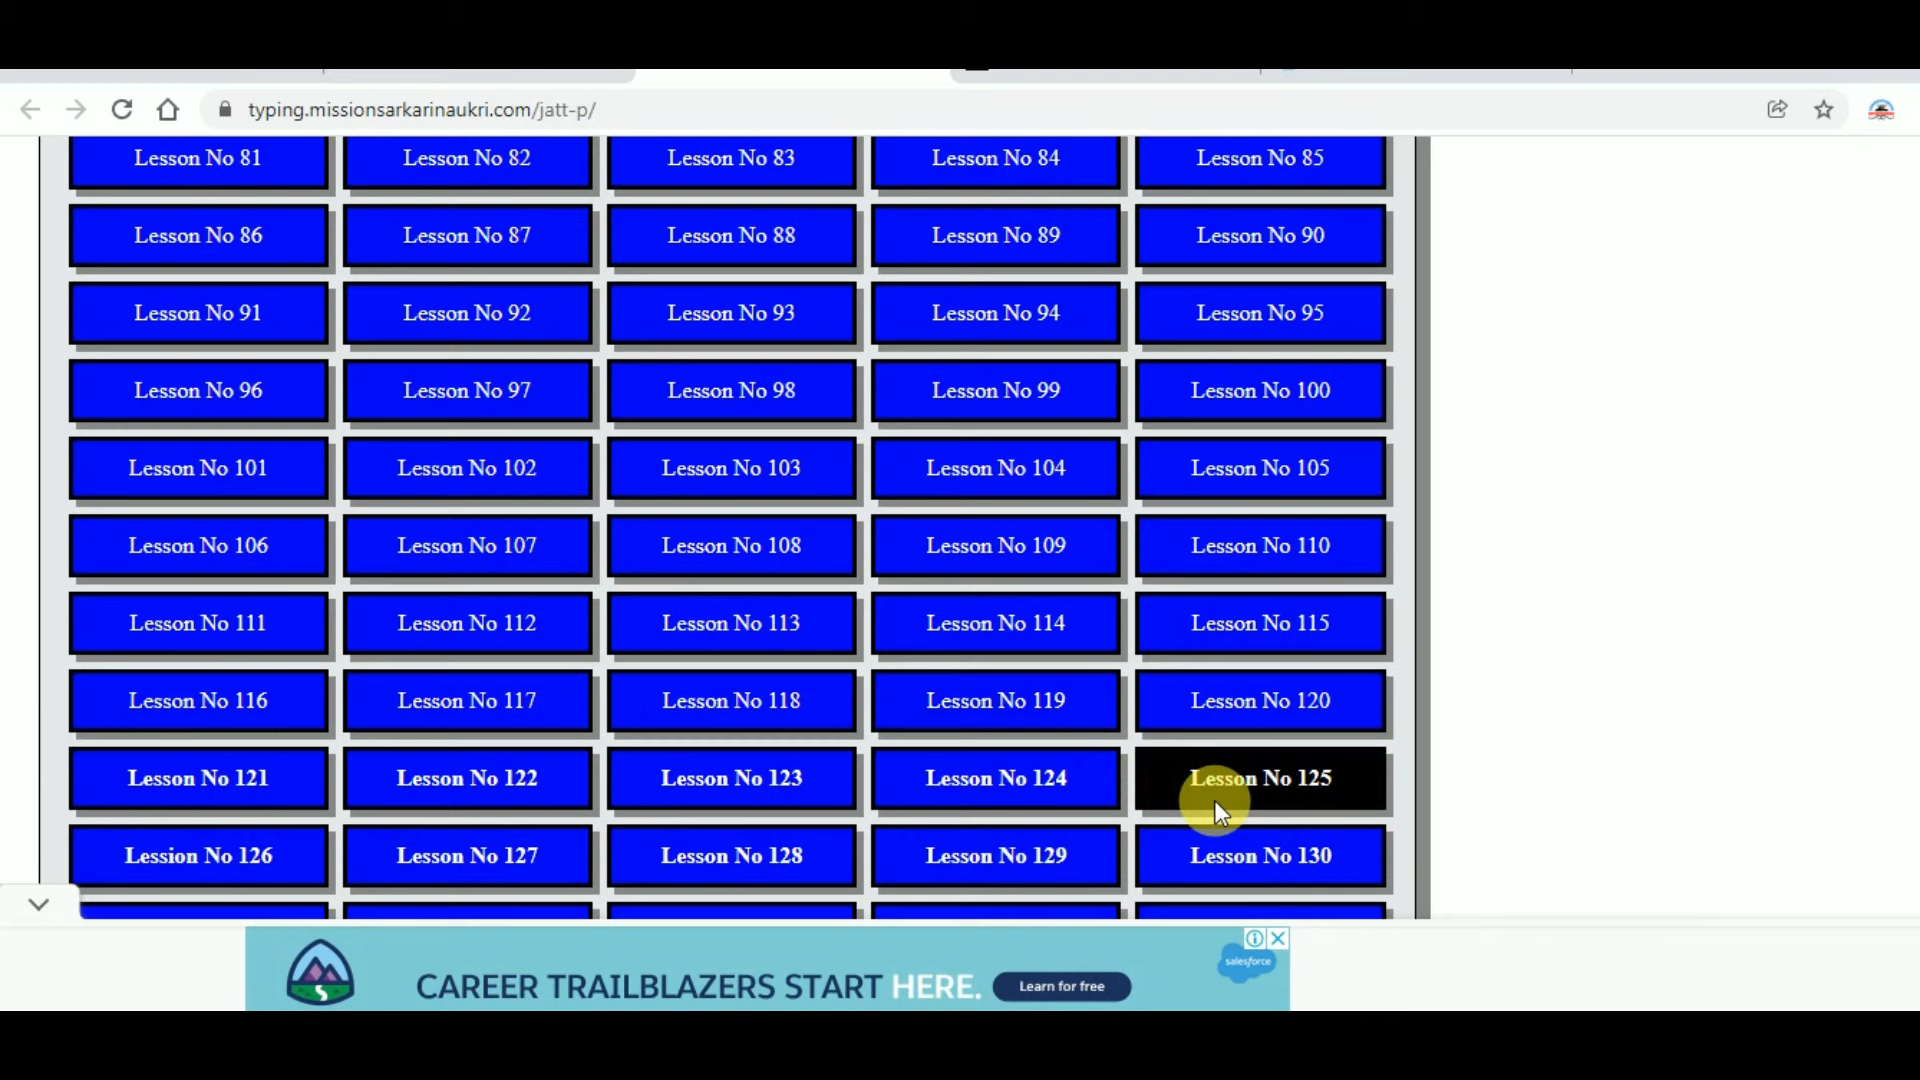 typing.missionsarkarinaukri.com/jatt-p/
Lesson No 81 Lesson No 82 Lesson No 83 Lesson No 84 Lesson No 85
Lesson No 86 Lesson No 87 Lesson No 88 Lesson No 89 Lesson No 90
Lesson No 91 Lesson No 92 Lesson No 93 Lesson No 94 Lesson No 95
Lesson No 96 Lesson No 97 Lesson No 98 Lesson No 99 Lesson No 100
Lesson No 101 Lesson No 102 Lesson No 103 Lesson No 104 Lesson No 105
Lesson No 106 Lesson No 107 Lesson No 108 Lesson No 109 Lesson No 110
Lesson No 111 Lesson No 112 Lesson No 113 Lesson No 114 Lesson No 115
Lesson No 116 Lesson No 117 Lesson No 118 Lesson No 119 Lesson No 120
Lesson No 121 Lesson No 122 Lesson No 123 Lesson No 124 Lesson No 125
Lession No 126 Lesson No 127 Lesson No 128 Lesson No 129 Lesson No 130
CAREER TRAILBLAZERS START HERE. Learn for free salesforce